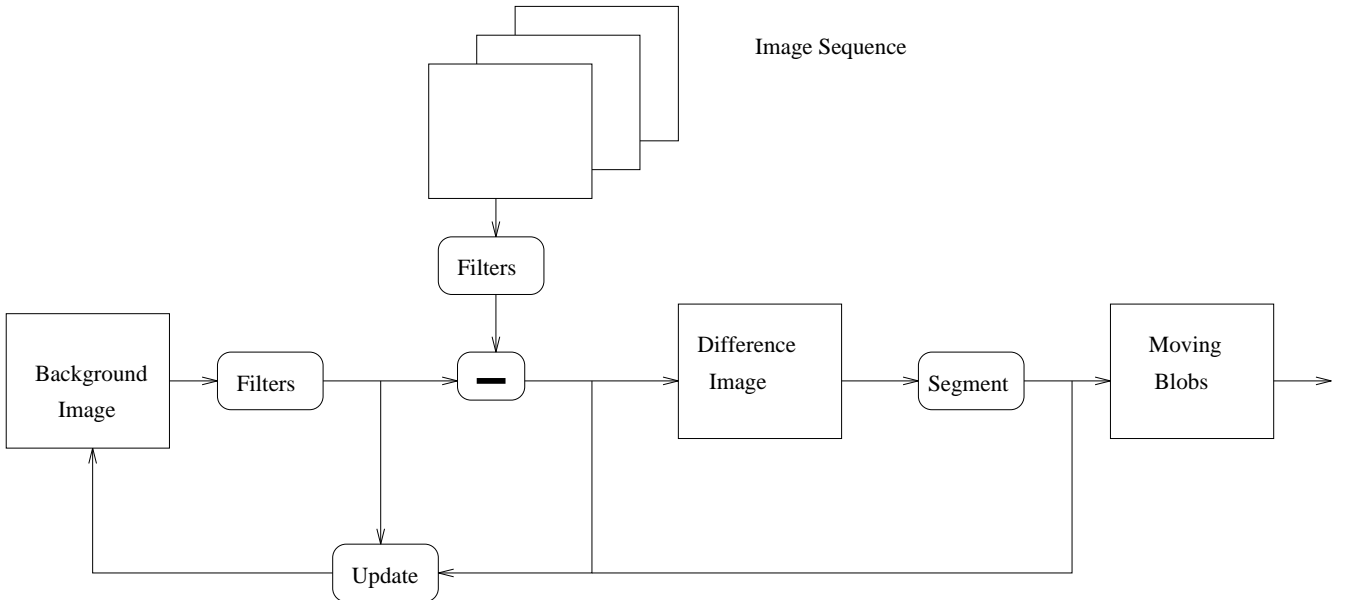 Image Sequence
Filters
Background
Image
Filters
Difference
Image
Segment
Moving
Blobs
Update